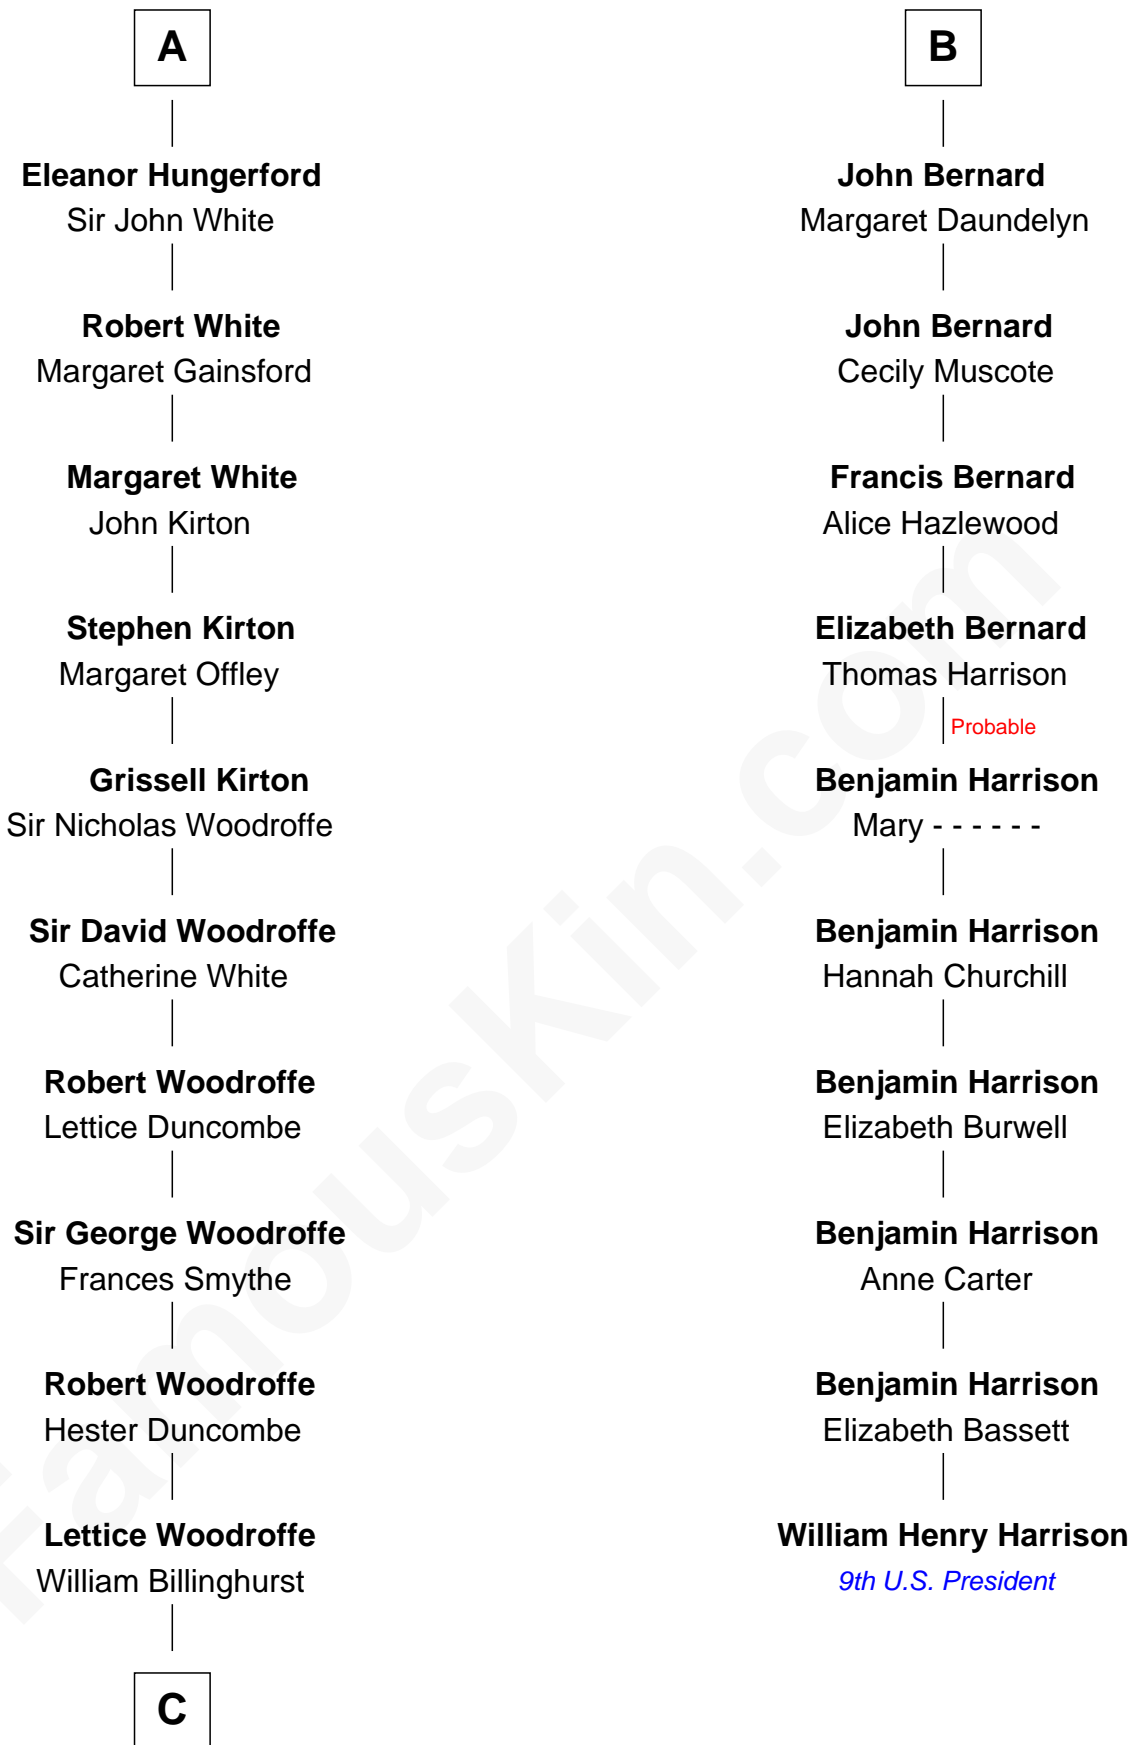 A
Eleanor Hungerford
Sir John White
Robert White
Margaret Gainsford
Margaret White
John Kirton
Stephen Kirton
Margaret Offley
Grissell Kirton
Sir Nicholas Woodroffe
Sir David Woodroffe
Catherine White
Robert Woodroffe
Lettice Duncombe
Sir George Woodroffe
Frances Smythe
Robert Woodroffe
Hester Duncombe
Lettice Woodroffe
William Billinghurst
C
B
John Bernard
Margaret Daundelyn
John Bernard
Cecily Muscote
Francis Bernard
Alice Hazlewood
Elizabeth Bernard
Thomas Harrison
Probable
Benjamin Harrison
Mary - - - - - -
Benjamin Harrison
Hannah Churchill
Benjamin Harrison
Elizabeth Burwell
Benjamin Harrison
Anne Carter
Benjamin Harrison
Elizabeth Bassett
William Henry Harrison
9th U.S. President
FamousKin.com